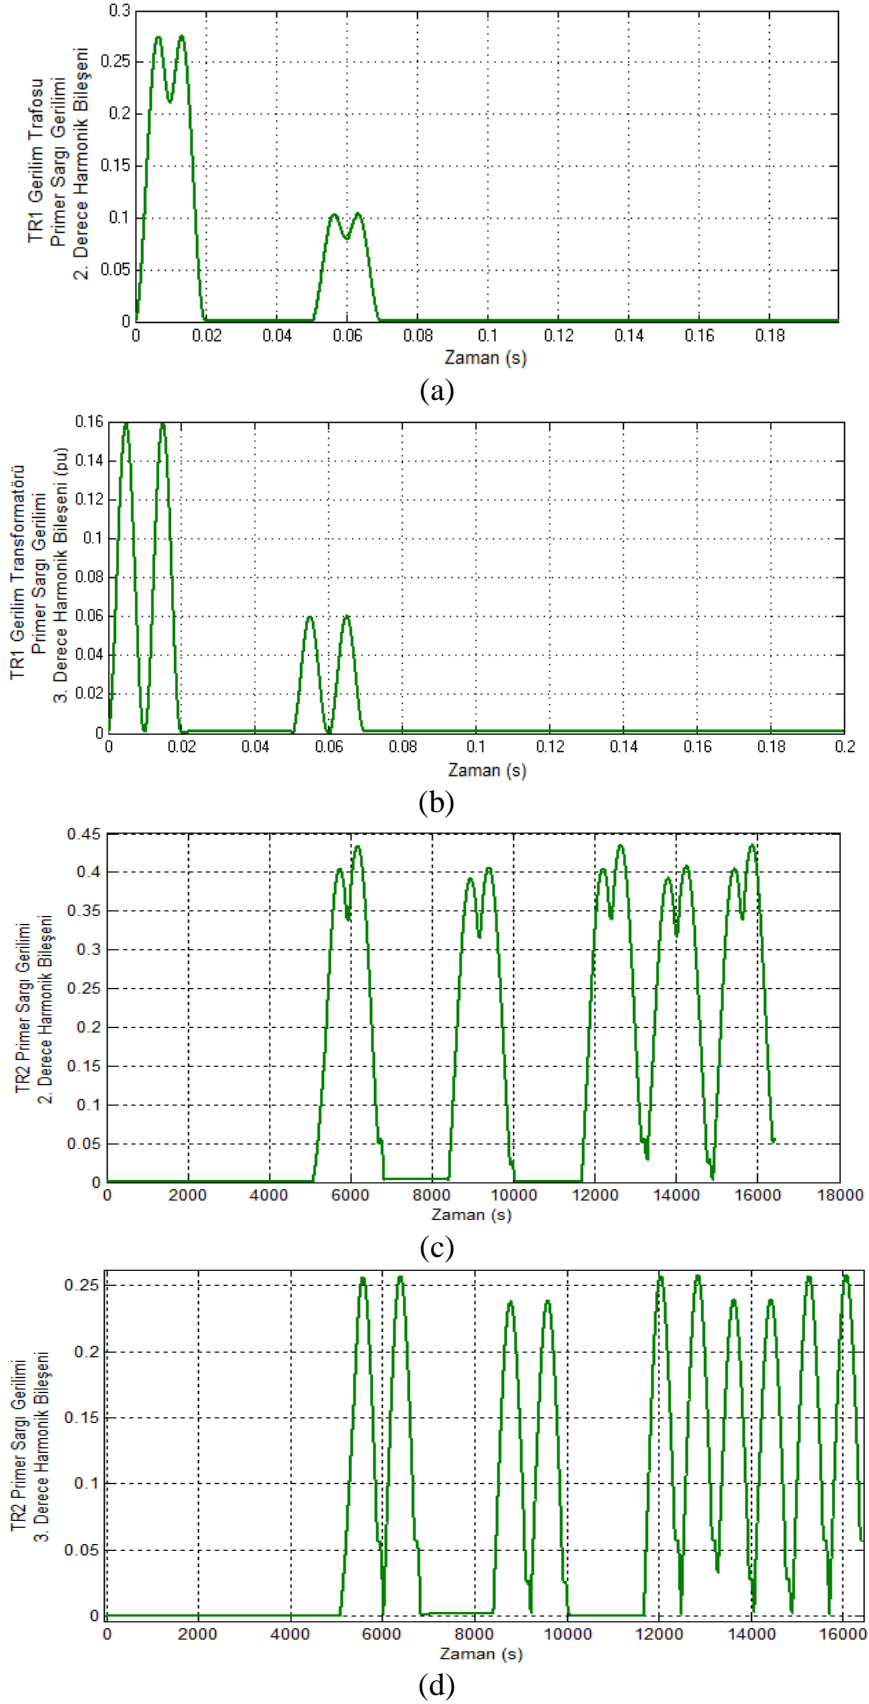 TR1 Gerilim Trafosu
Primer Sargı Gerilimi
2. Derece Harmonik Bileşeni
0.3
0.25
0.2
0.15
0.1
0.05
0
0 0.02 0.04 0.06 0.08 0.1 0.12 0.14 0.16 0.18
Zaman (s)
(a)
TR1 Gerilim Transformatörü
Primer Sargı Gerilimi
3. Derece Harmonik Bileşeni (pu)
0.16
0.14
0.12
0.1
0.08
0.06
0.04
0.02
0
0 0.02 0.04 0.06 0.08 0.1 0.12 0.14 0.16 0.18 0.2
Zaman (s)
(b)
TR2 Primer Sargı Gerilimi
2. Derece Harmonik Bileşeni
0.45
0.4
0.35
0.3
0.25
0.2
0.15
0.1
0.05
0
0 2000 4000 6000 8000 10000 12000 14000 16000 18000
Zaman (s)
(c)
TR2 Primer Sargı Gerilimi
3. Derece Harmonik Bileşeni
0.25
0.2
0.15
0.1
0.05
0
0 2000 4000 6000 8000 10000 12000 14000 16000
Zaman (s)
(d)